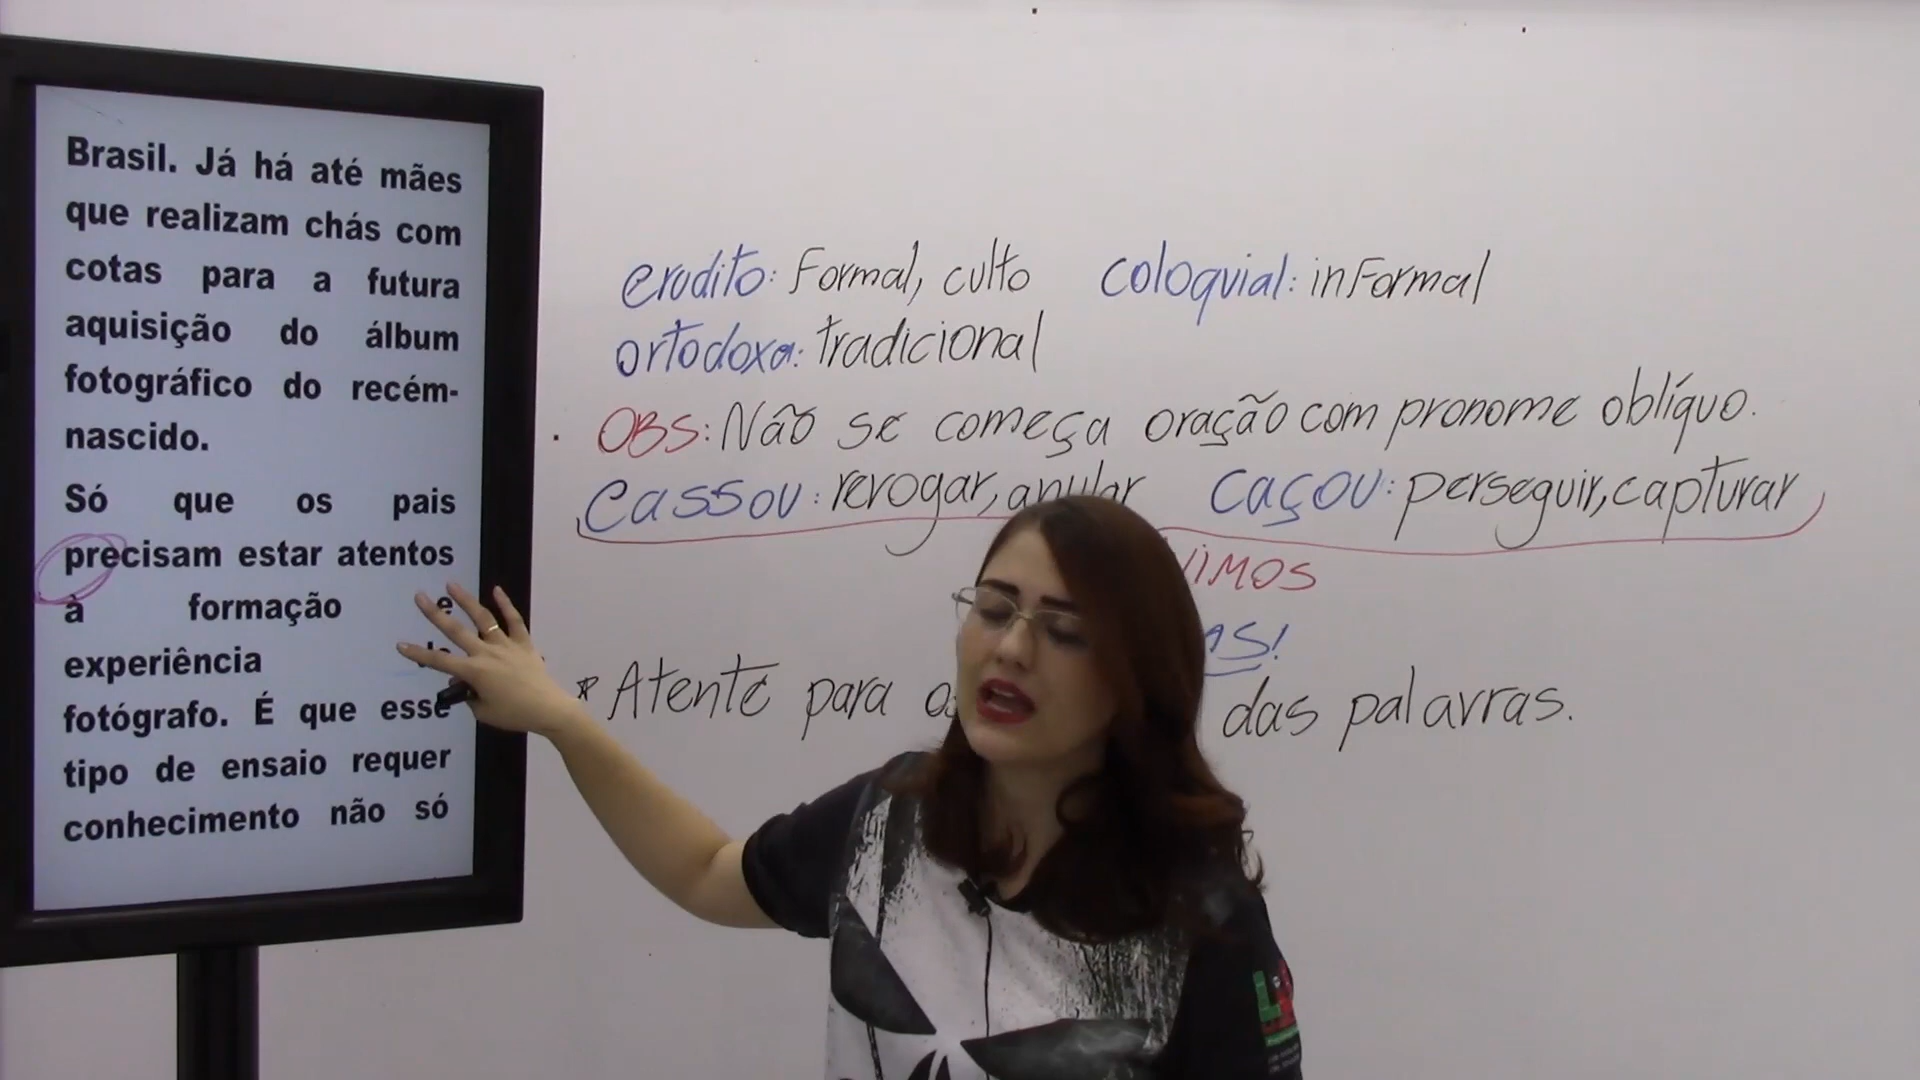 Brasil. Já há até mães
que realizam chás com
cotas para a futura
aquisição do álbum
fotográfico do recém-
nascido.
Só que os pais
precisam estar atentos
à formação e
experiência
fotógrafo. É que esse
tipo de ensaio requer
conhecimento não só
erudito: Formal, culto coloquial: informal
ortodoxa: tradicional
OBS: Não se começa oração com pronome oblíquo.
Cassou: revogar, anular Caçou: perseguir, capturar
VIMOS
AS!
* Atente para os das palavras.